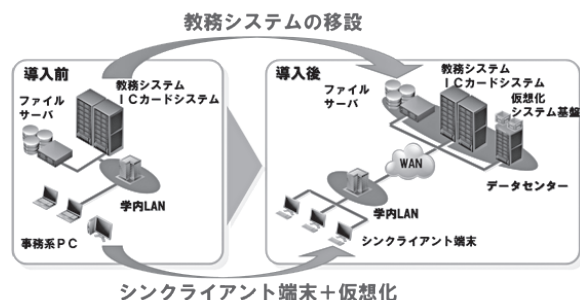 教務システムの移設
導入前
教務システム
ICカードシステム
ファイル
サーバ
学内LAN
事務系PC
導入後
教務システム
ICカードシステム
ファイル
サーバ
仮想化
システム基盤
WAN
データセンター
学内LAN
シンクライアント端末
シンクライアント端末+仮想化